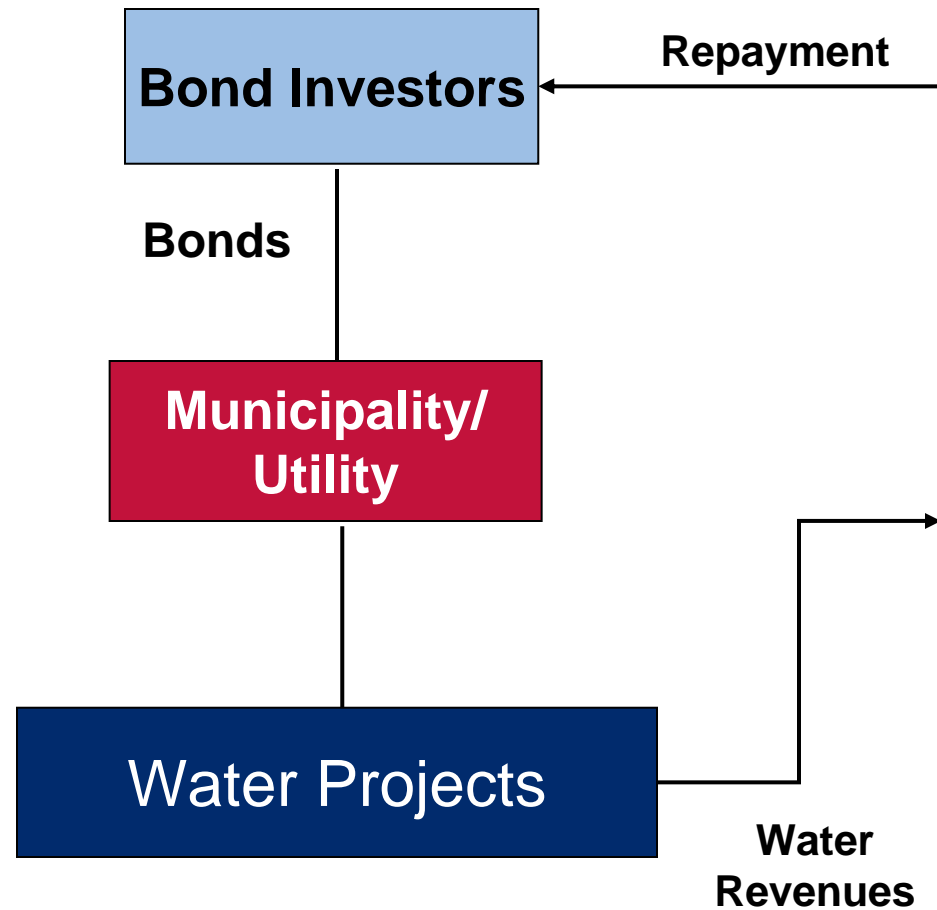 Repayment
Bond Investors
Bonds
Municipality/
Utility
Water Projects
Water
Revenues